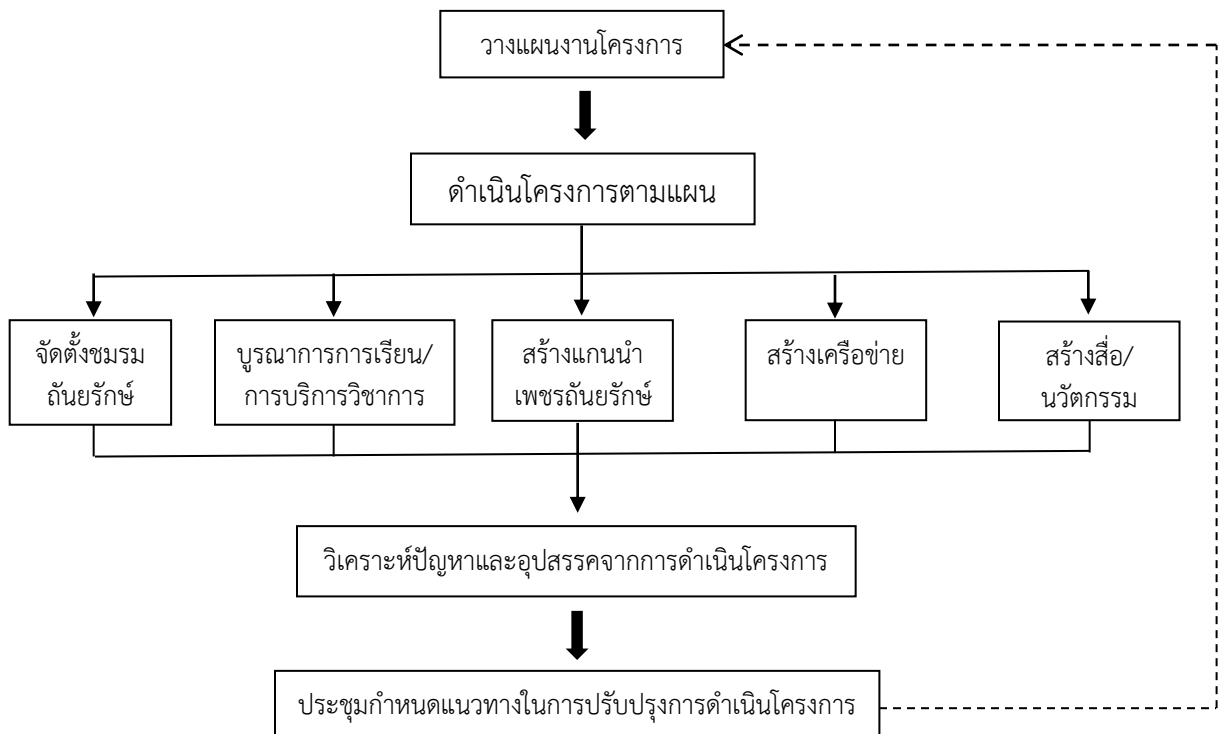 วางแผนงานโครงการ
ดำเนินโครงการตามแผน
จัดตั้งชมรม
ถันยรักษ์
บูรณาการการเรียน/
การบริการวิชาการ
สร้างแกนนำ
เพชรถันยรักษ์
สร้างเครือข่าย
สร้างสื่อ/
นวัตกรรม
วิเคราะห์ปัญหาและอุปสรรคจากการดำเนินโครงการ
ประชุมกำหนดแนวทางในการปรับปรุงการดำเนินโครงการ